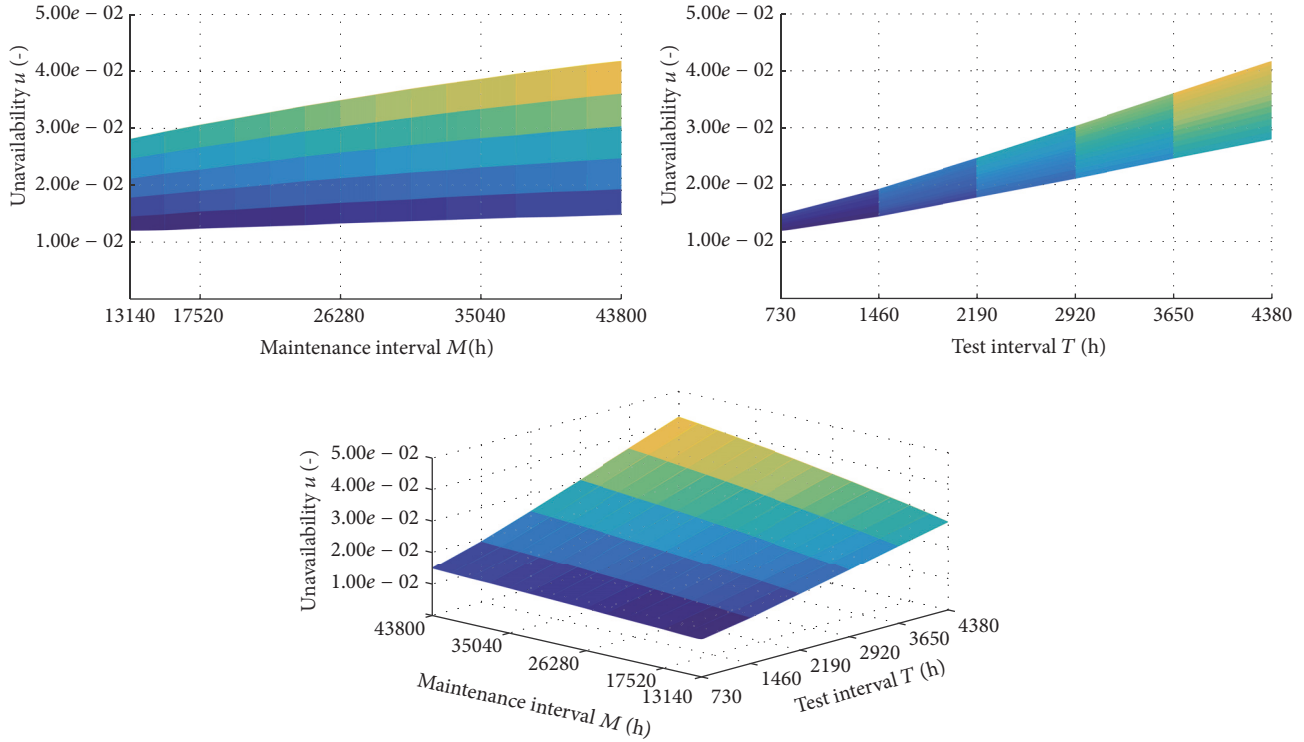 5.00e − 02
4.00e − 02
3.00e − 02
2.00e − 02
1.00e − 02
Unavailability u (-)
13140 17520 26280 35040 43800
Maintenance interval M(h)
5.00e − 02
4.00e − 02
3.00e − 02
2.00e − 02
1.00e − 02
Unavailability u (-)
730 1460 2190 2920 3650 4380
Test interval T (h)
5.00e − 02
4.00e − 02
3.00e − 02
2.00e − 02
1.00e − 02
Unavailability u (-)
43800
35040
26280
17520
13140
Maintenance interval M (h)
730
1460
2190
2920
3650
4380
Test interval T (h)